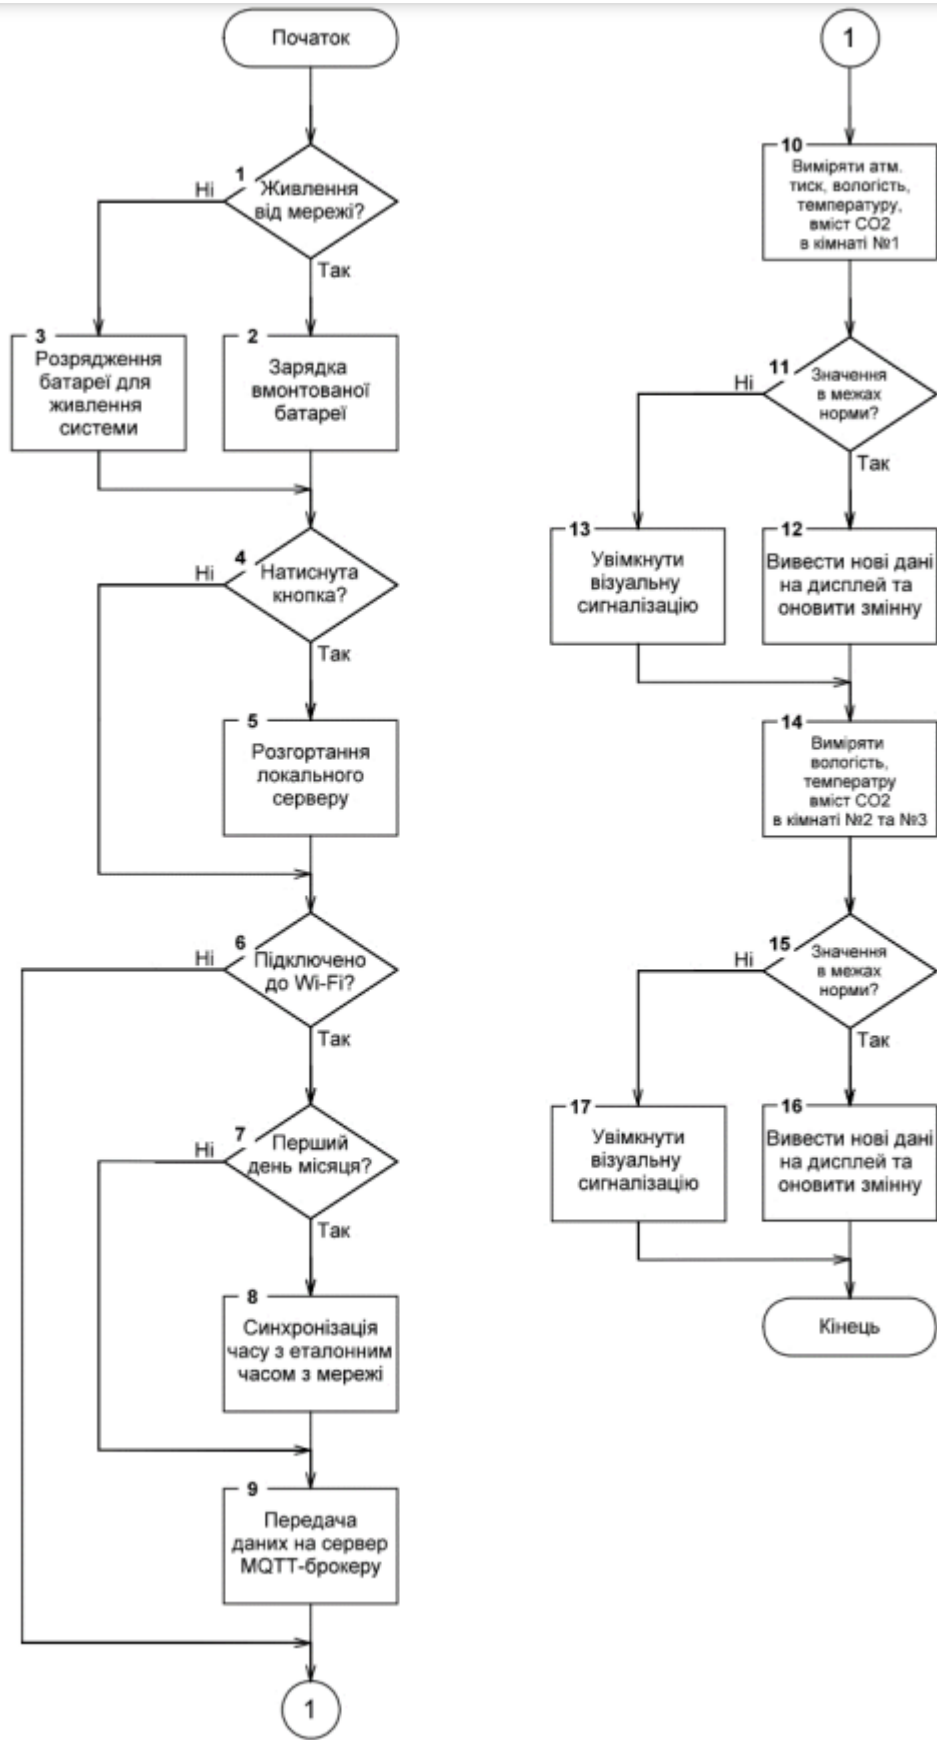 Початок
1
Живлення
від мережі?
Ні
Так
3
Розрядження
батареї для
живлення
системи
2
Зарядка
вмонтованої
батареї
4
Натиснута
кнопка?
Ні
Так
5
Розгортання
локального
серверу
6
Підключено
до Wi-Fi?
Ні
Так
7
Перший
день місяця?
Ні
Так
8
Синхронізація
часу з еталонним
часом з мережі
9
Передача
даних на сервер
MQTT-брокеру
1
1
10
Виміряти атм.
тиск, вологість,
температуру,
вміст CO2
в кімнаті №1
11
Значення
в межах
норми?
Ні
Так
13
Увімкнути
візуальну
сигналізацію
12
Вивести нові дані
на дисплей та
оновити змінну
14
Виміряти
вологість,
температру
вміст CO2
в кімнаті №2 та №3
15
Значення
в межах
норми?
Ні
Так
17
Увімкнути
візуальну
сигналізацію
16
Вивести нові дані
на дисплей та
оновити змінну
Кінець